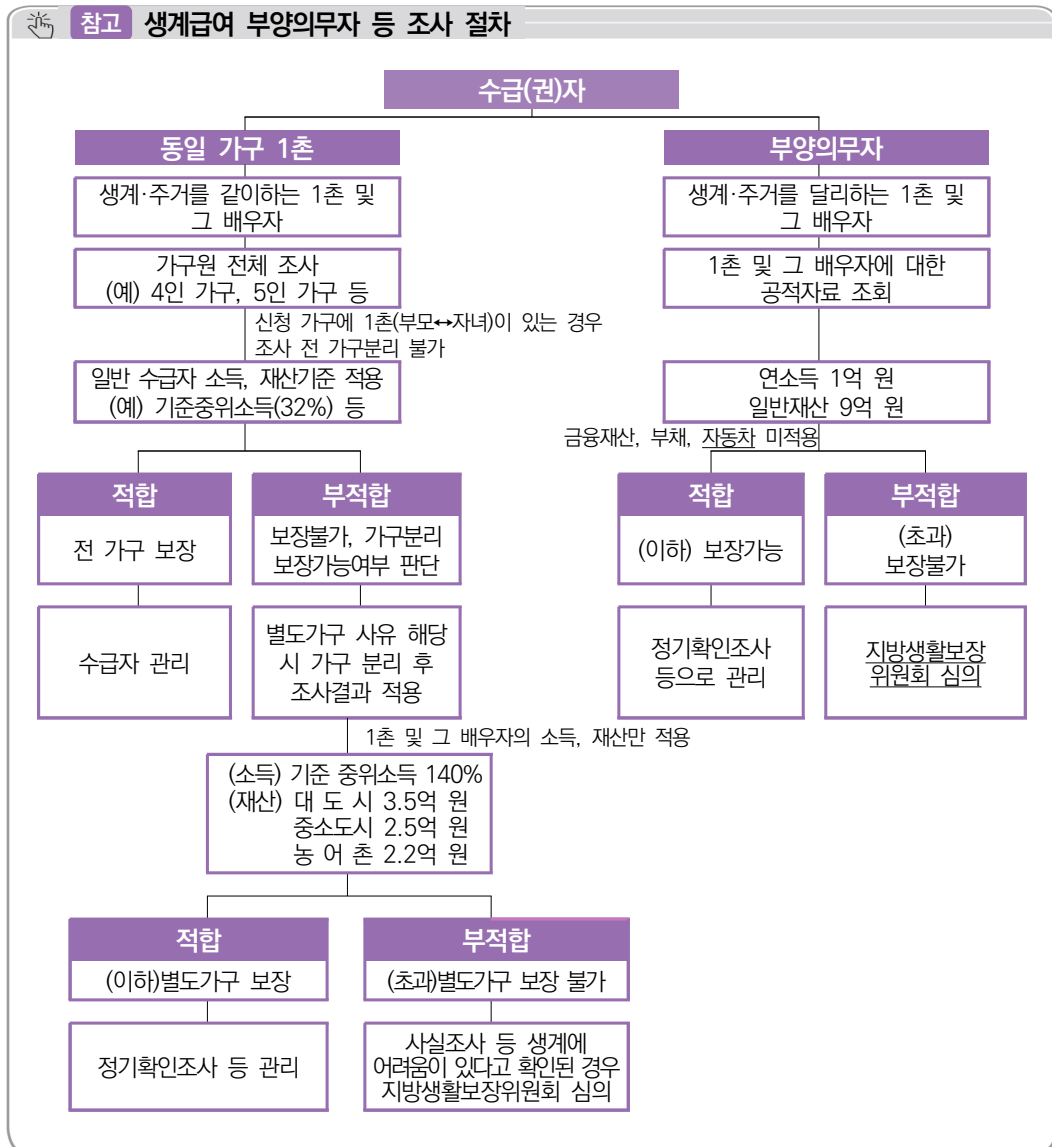 참고 생계급여 부양의무자 등 조사 절차
수급(권)자
동일 가구 1촌
생계·주거를 같이하는 1촌 및
그 배우자
가구원 전체 조사
(예) 4인 가구, 5인 가구 등
신청 가구에 1촌(부모↔자녀)이 있는 경우
조사 전 가구분리 불가
일반 수급자 소득, 재산기준 적용
(예) 기준중위소득(32%) 등
부양의무자
생계·주거를 달리하는 1촌 및
그 배우자
1촌 및 그 배우자에 대한
공적자료 조회
연소득 1억 원
일반재산 9억 원
금융재산, 부채, 자동차 미적용
적합
전 가구 보장
수급자 관리
부적합
보장불가, 가구분리
보장가능여부 판단
별도가구 사유 해당
시 가구 분리 후
조사결과 적용
적합
(이하) 보장가능
정기확인조사
등으로 관리
부적합
(초과)
보장불가
지방생활보장
위원회 심의
1촌 및 그 배우자의 소득, 재산만 적용
(소득) 기준 중위소득 140%
(재산) 대 도 시 3.5억 원
중소도시 2.5억 원
농 어 촌 2.2억 원
적합
(이하)별도가구 보장
정기확인조사 등 관리
부적합
(초과)별도가구 보장 불가
사실조사 등 생계에
어려움이 있다고 확인된 경우
지방생활보장위원회 심의